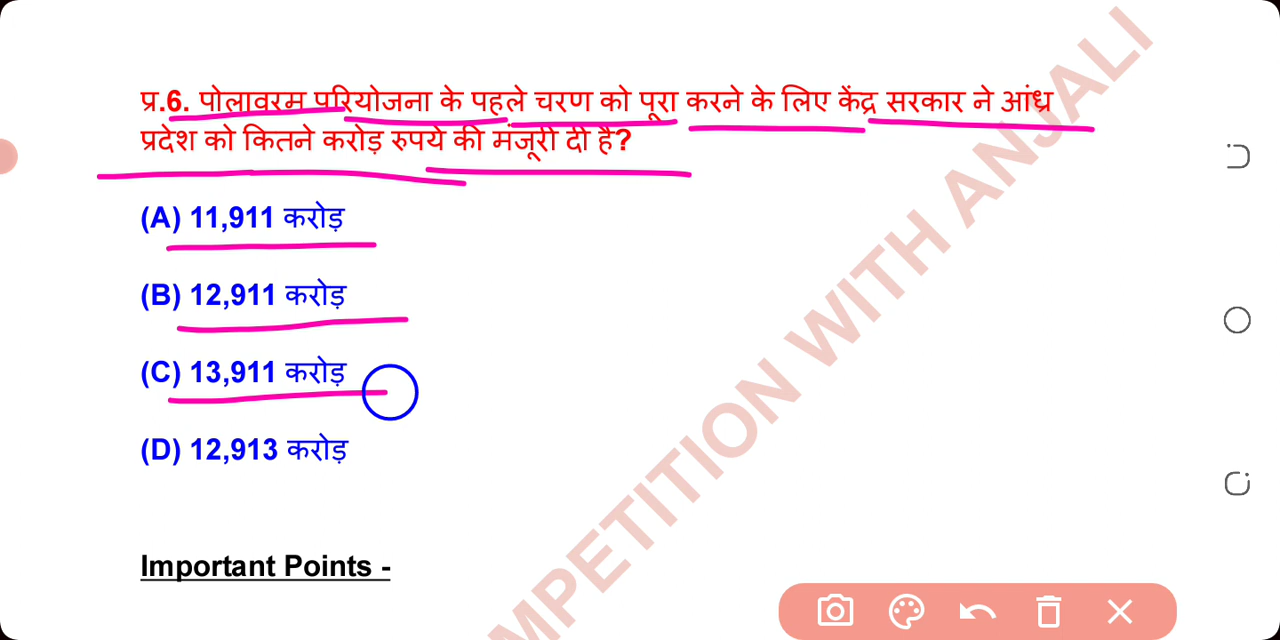 प्र.6. पोलावरम परियोजना के पहले चरण को पूरा करने के लिए केंद्र सरकार ने आंध्र
प्रदेश को कितने करोड़ रुपये की मंजूरी दी है?
(A) 11,911 करोड़
(B) 12,911 करोड़
(C) 13,911 करोड़
(D) 12,913 करोड़
Important Points -
MPETITION WITH ANJALI